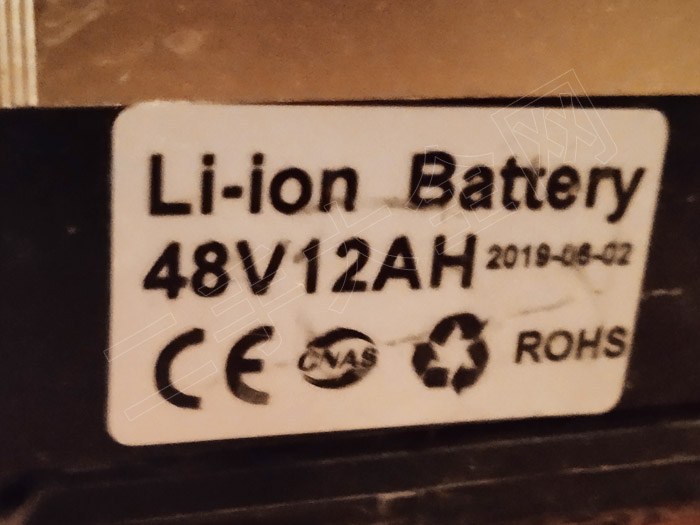 Li-ion Battery
48V12AH 2019-06-02
CE CNAS ROHS